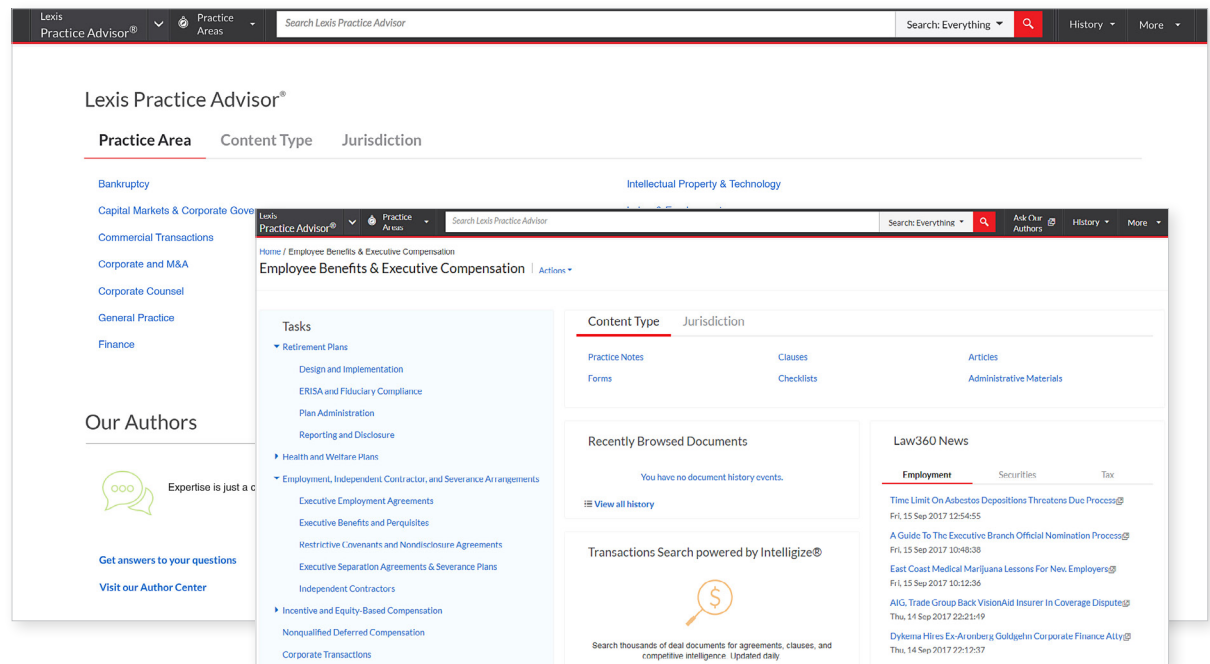 Lexis
Practice Advisor®
Practice
Areas
Search Lexis Practice Advisor
Search: Everything
History
More
Lexis Practice Advisor®
Practice Area
Content Type
Jurisdiction
Bankruptcy
Capital Markets & Corporate Gove
Commercial Transactions
Corporate and M&A
Corporate Counsel
General Practice
Finance
Intellectual Property & Technology
Our Authors
Expertise is just a c
Get answers to your questions
Visit our Author Center
Lexis
Practice Advisor®
Practice
Areas
Search Lexis Practice Advisor
Search: Everything
Ask Our
Authors
History
More
Home / Employee Benefits & Executive Compensation
Employee Benefits & Executive Compensation | Actions
Tasks
Retirement Plans
Design and Implementation
ERISA and Fiduciary Compliance
Plan Administration
Reporting and Disclosure
Health and Welfare Plans
Employment, Independent Contractor, and Severance Arrangements
Executive Employment Agreements
Executive Benefits and Perquisites
Restrictive Covenants and Nondisclosure Agreements
Executive Separation Agreements & Severance Plans
Independent Contractors
Incentive and Equity-Based Compensation
Nonqualified Deferred Compensation
Corporate Transactions
Content Type
Jurisdiction
Practice Notes
Clauses
Articles
Forms
Checklists
Administrative Materials
Recently Browsed Documents
You have no document history events.
View all history
Transactions Search powered by Intelligize®
$
Search thousands of deal documents for agreements, clauses, and
competitive intelligence. Updated daily.
Law360 News
Employment
Securities
Tax
Time Limit On Asbestos Depositions Threatens Due Process
Fri, 15 Sep 2017 12:54:55
A Guide To The Executive Branch Official Nomination Process
Fri, 15 Sep 2017 10:48:38
East Coast Medical Marijuana Lessons For New Employers
Fri, 15 Sep 2017 10:12:36
AIG, Trade Group Back VisionAid Insurer In Coverage Dispute
Thu, 14 Sep 2017 22:21:49
Dykema Hires Ex-Aronberg Goldgehn Corporate Finance Atty
Thu, 14 Sep 2017 22:12:37